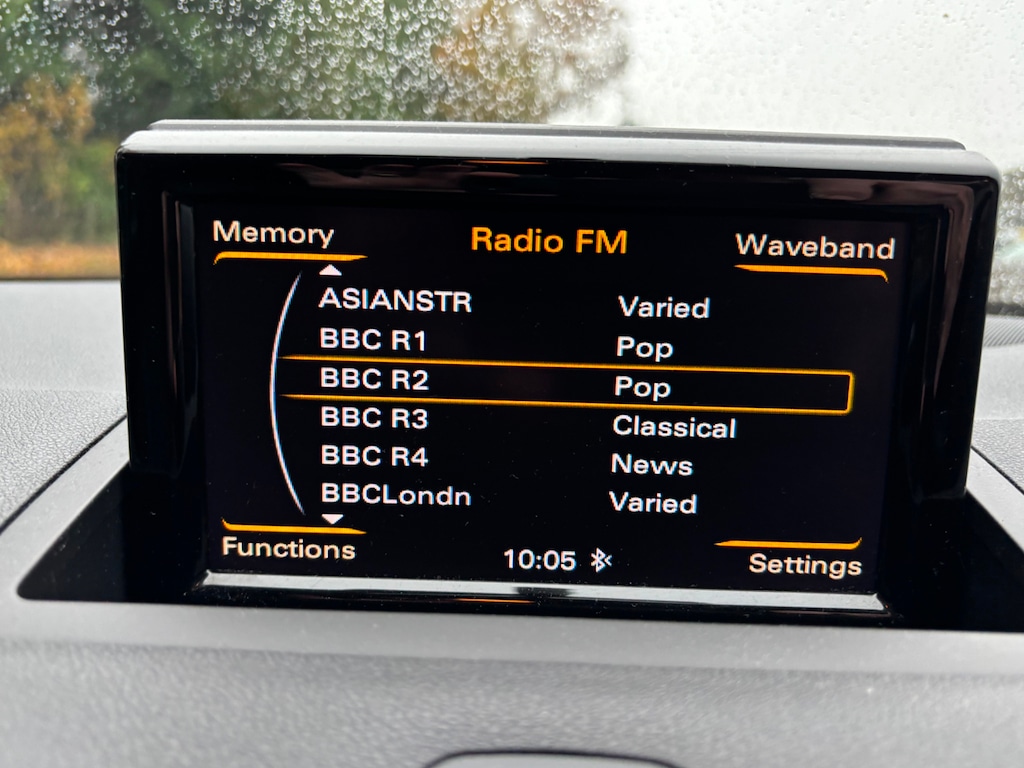 Memory Radio FM Waveband
ASIANSTR Varied
BBC R1 Pop
BBC R2 Pop
BBC R3 Classical
BBC R4 News
BBCLondn Varied
Functions 10:05 Settings